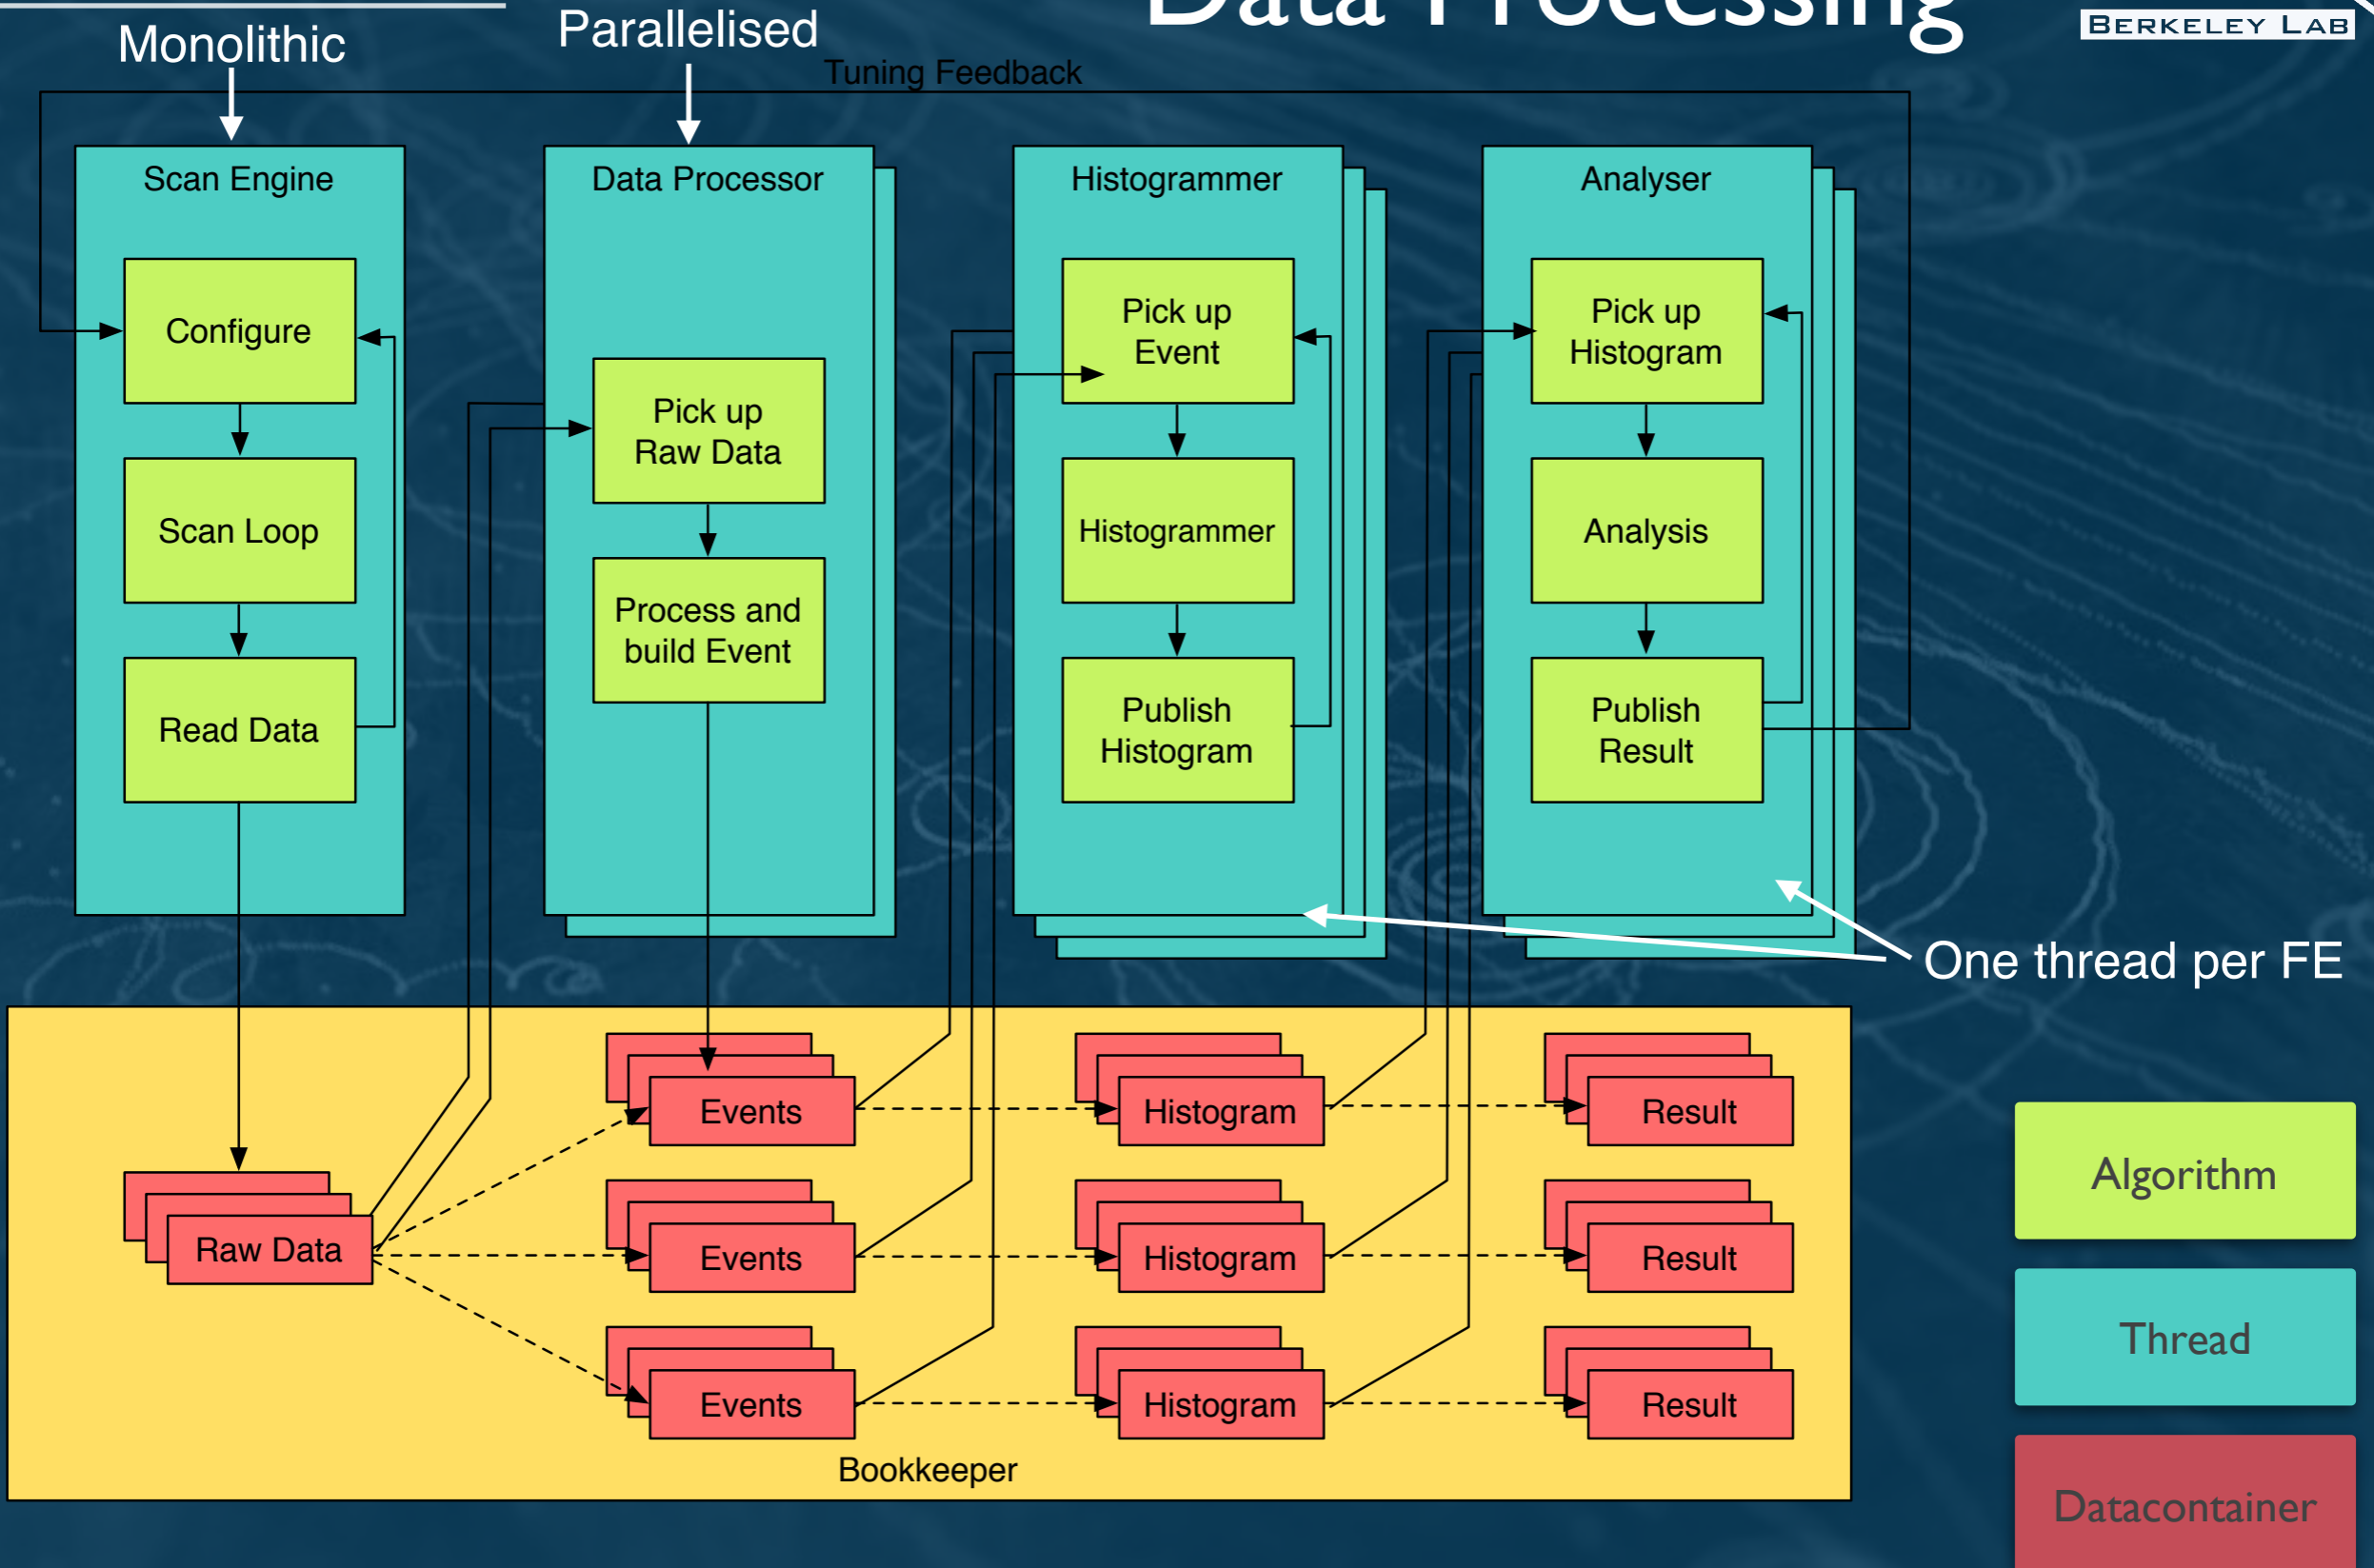 Data Processing
BERKELEY LAB
Monolithic
Parallelised
Tuning Feedback
Scan Engine
Configure
Scan Loop
Read Data
Data Processor
Pick up
Raw Data
Process and
build Event
Histogrammer
Pick up
Event
Histogrammer
Publish
Histogram
Analyser
Pick up
Histogram
Analysis
Publish
Result
One thread per FE
Raw Data
Events
Histogram
Result
Events
Histogram
Result
Events
Histogram
Result
Bookkeeper
Algorithm
Thread
Datacontainer